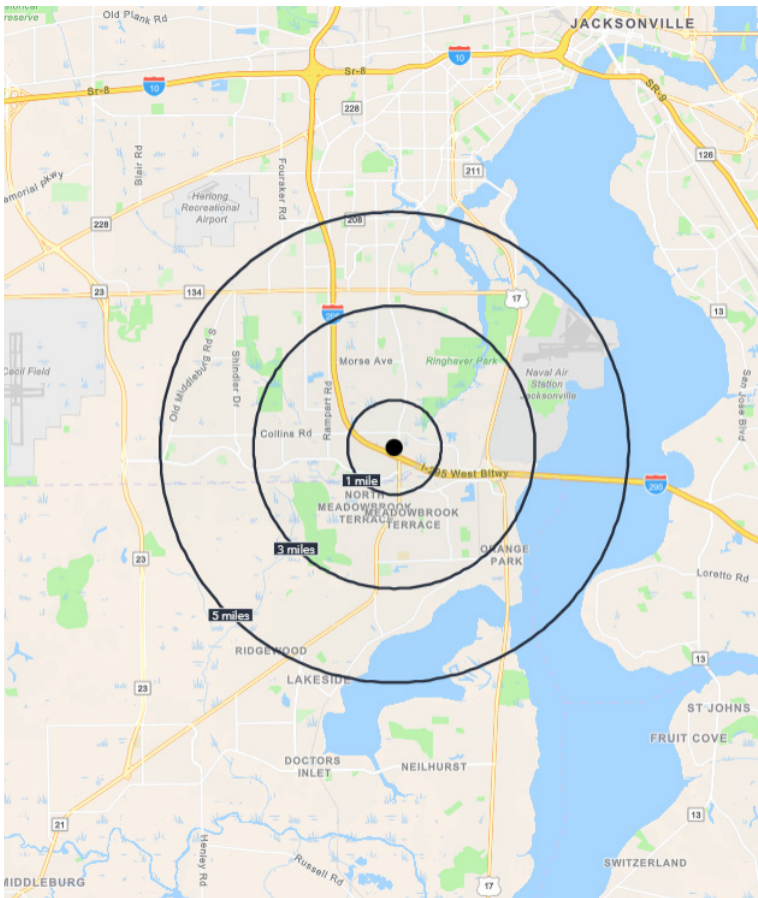 Old Plank Rd
JACKSONVILLE
Sr-8
10
Sr-8
10
SR-9
228
126
Blair Rd
Fouraker Rd
211
Herlong
Recreational
Airport
228
208
23
134
17
13
295
Old Middleburg Rd S
Shindler Dr
Morse Ave
Ringhaver Park
Naval Air
Station
Jacksonville
Cecil Field
San Jose Blvd
Rampart Rd
Collins Rd
I-295 West Bltwy
295
1 mile
NORTH
MEADOWBROOK
TERRACE
MEADOWBROOK
TERRACE
3 miles
ORANGE
PARK
23
Loretto Rd
5 miles
RIDGEWOOD
13
LAKESIDE
23
ST JOHNS
FRUIT COVE
DOCTORS
INLET
NEILHURST
21
13
Henley Rd
Russell Rd
SWITZERLAND
MIDDLEBURG
17